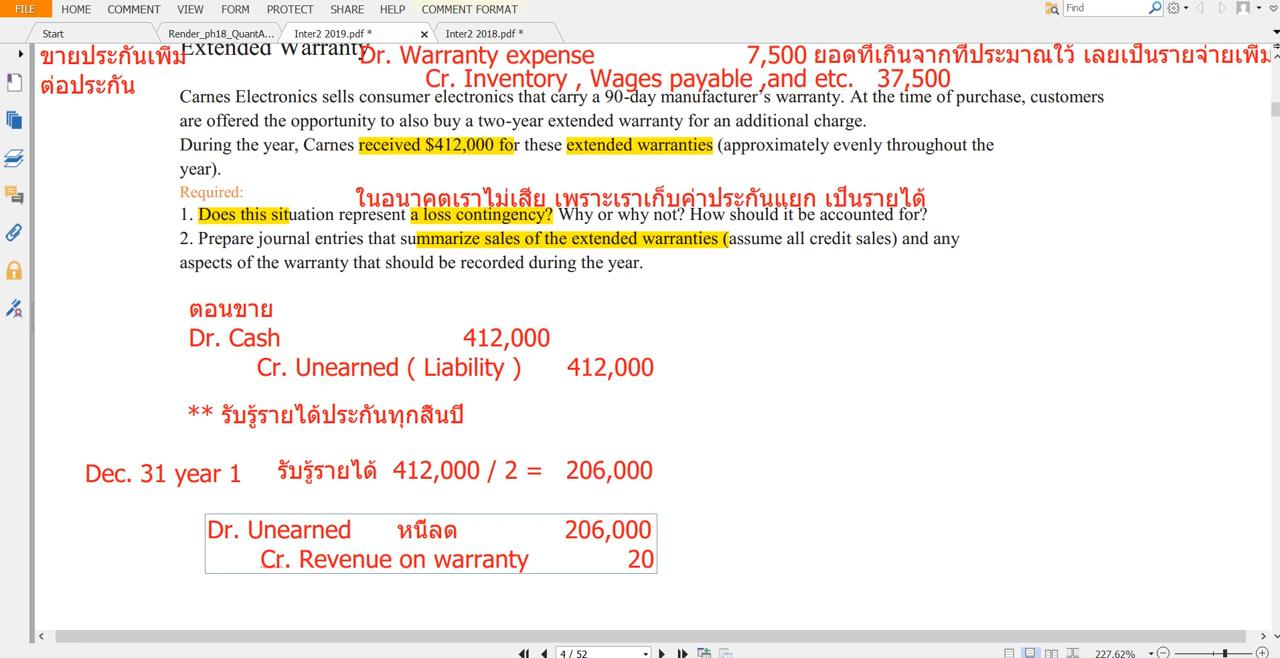 FILE HOME COMMENT VIEW FORM PROTECT SHARE HELP COMMENT FORMAT Find
Start Render_ph18_QuantA... Inter2 2019.pdf * Inter2 2018.pdf *
Extended Warranty
ขายประกันเพิ่ม
ต่อประกัน
Dr. Warranty expense 7,500 ยอดที่เกินจากที่ประมาณใว้ เลยเป็นรายจ่ายเพิ่ม
Cr. Inventory , Wages payable ,and etc. 37,500
Carnes Electronics sells consumer electronics that carry a 90-day manufacturer's warranty. At the time of purchase, customers
are offered the opportunity to also buy a two-year extended warranty for an additional charge.
During the year, Carnes received $412,000 for these extended warranties (approximately evenly throughout the
year).
Required:
ในอนาคตเราไม่เสีย เพราะเราเก็บค่าประกันแยก เป็นรายได้
1. Does this situation represent a loss contingency? Why or why not? How should it be accounted for?
2. Prepare journal entries that summarize sales of the extended warranties (assume all credit sales) and any
aspects of the warranty that should be recorded during the year.
ตอนขาย
Dr. Cash 412,000
Cr. Unearned ( Liability ) 412,000
** รับรู้รายได้ประกันทุกสิ้นปี
Dec. 31 year 1 รับรู้รายได้ 412,000 / 2 = 206,000
Dr. Unearned หนี้ลด 206,000
Cr. Revenue on warranty 20
4 / 52 227.62%